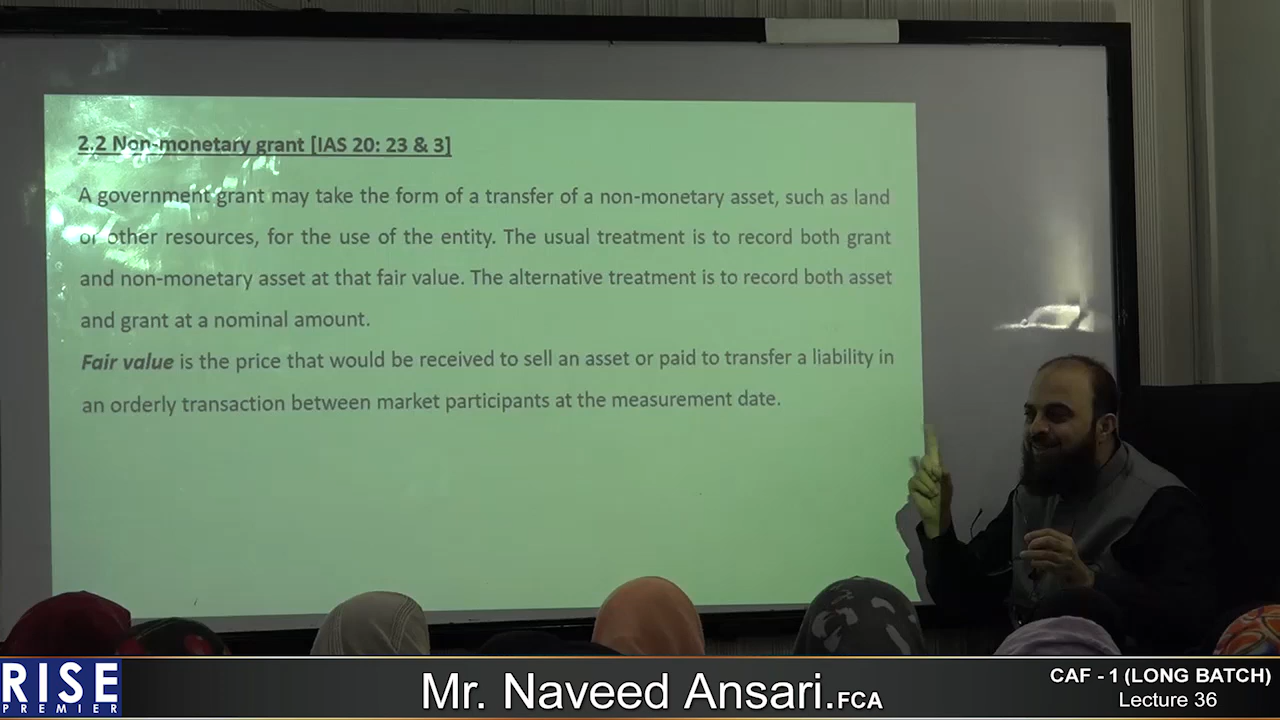 2.2 Non-monetary grant [IAS 20: 23 & 3]
A government grant may take the form of a transfer of a non-monetary asset, such as land
or other resources, for the use of the entity. The usual treatment is to record both grant
and non-monetary asset at that fair value. The alternative treatment is to record both asset
and grant at a nominal amount.
Fair value is the price that would be received to sell an asset or paid to transfer a liability in
an orderly transaction between market participants at the measurement date.
RISE
PREMIER
Mr. Naveed Ansari.FCA
CAF - 1 (LONG BATCH)
Lecture 36